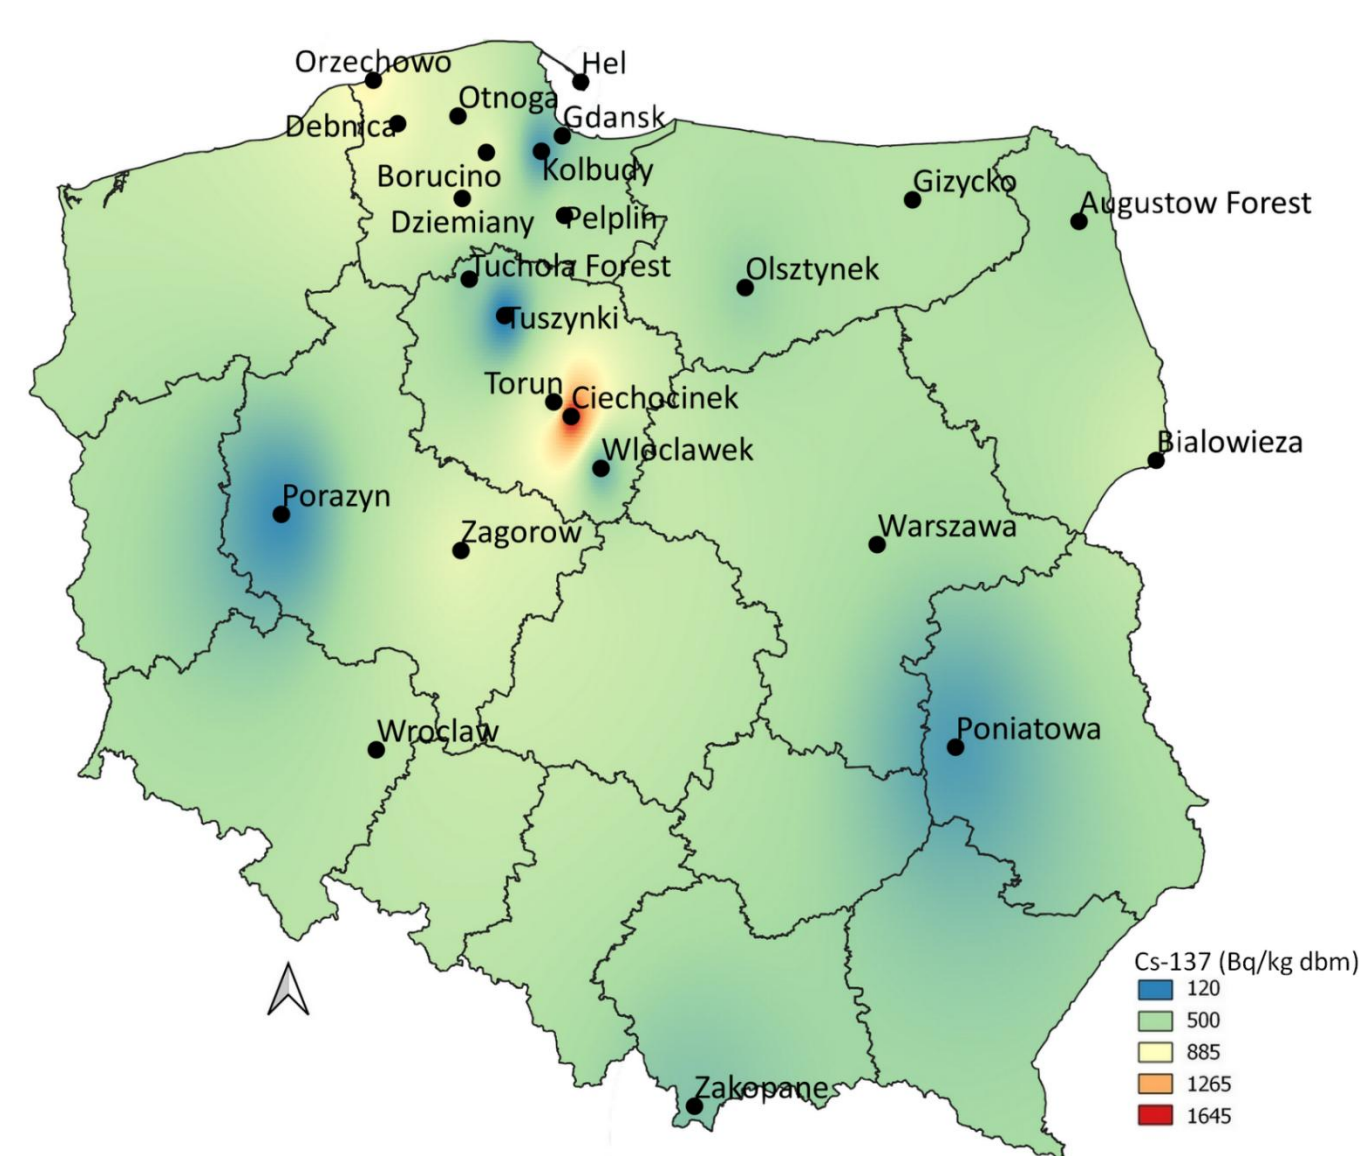 Orzechowo
Hel
Otnoga
Gdansk
Debnica
Kolbudy
Borucino
Gizycko
Augustow Forest
Dziemiany
Pelplin
Tuchola Forest
Olsztynek
Tuszynki
Torun
Ciechocinek
Wloclawek
Bialowieza
Porazyn
Zagorow
Warszawa
Wroclaw
Poniatowa
Zakopane
Cs-137 (Bq/kg dbm)
120
500
885
1265
1645